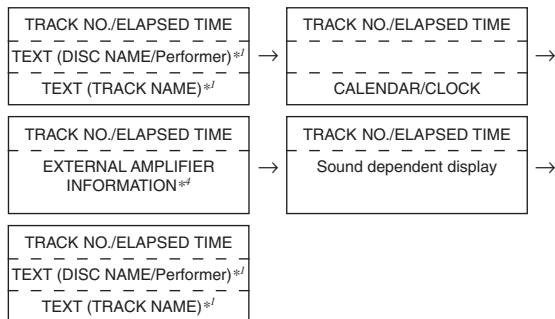 TRACK NO./ELAPSED TIME
TEXT (DISC NAME/Performer)*1
TEXT (TRACK NAME)*1
→
TRACK NO./ELAPSED TIME
CALENDAR/CLOCK
→
TRACK NO./ELAPSED TIME
EXTERNAL AMPLIFIER
INFORMATION*4
→
TRACK NO./ELAPSED TIME
Sound dependent display
→
TRACK NO./ELAPSED TIME
TEXT (DISC NAME/Performer)*1
TEXT (TRACK NAME)*1